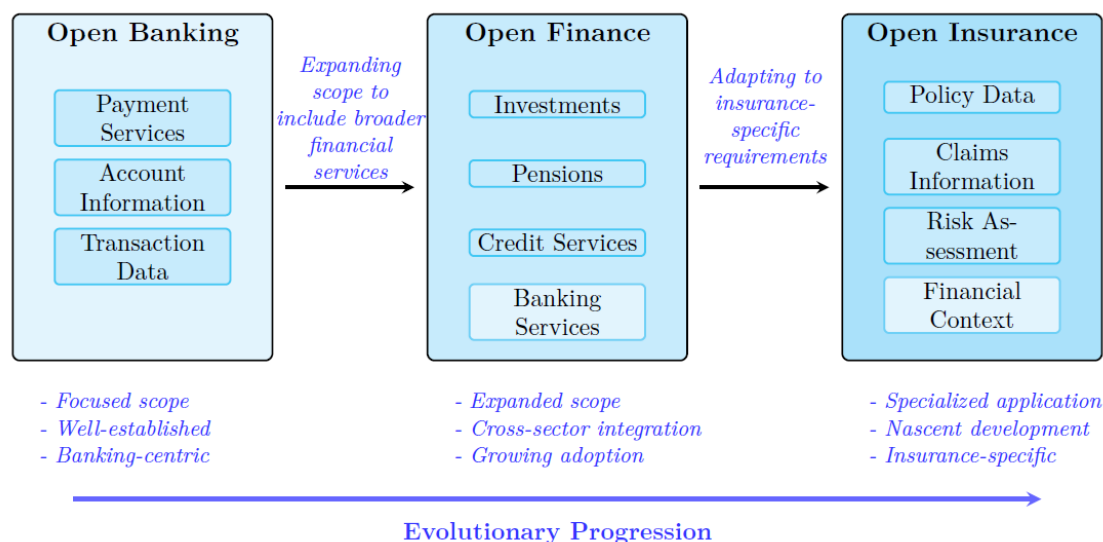 Open Banking
Payment
Services
Account
Information
Transaction
Data
Expanding
scope to
include broader
financial
services
Open Finance
Investments
Pensions
Credit Services
Banking
Services
Adapting to
insurance-
specific
requirements
Open Insurance
Policy Data
Claims
Information
Risk As-
sessment
Financial
Context
- Focused scope
- Well-established
- Banking-centric
- Expanded scope
- Cross-sector integration
- Growing adoption
- Specialized application
- Nascent development
- Insurance-specific
Evolutionary Progression